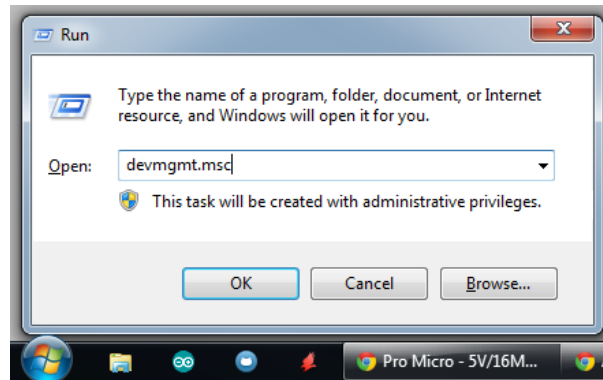 Run
Type the name of a program, folder, document, or Internet
resource, and Windows will open it for you.
Open: devmgmt.msc
This task will be created with administrative privileges.
OK Cancel Browse...
Pro Micro - 5V/16M...